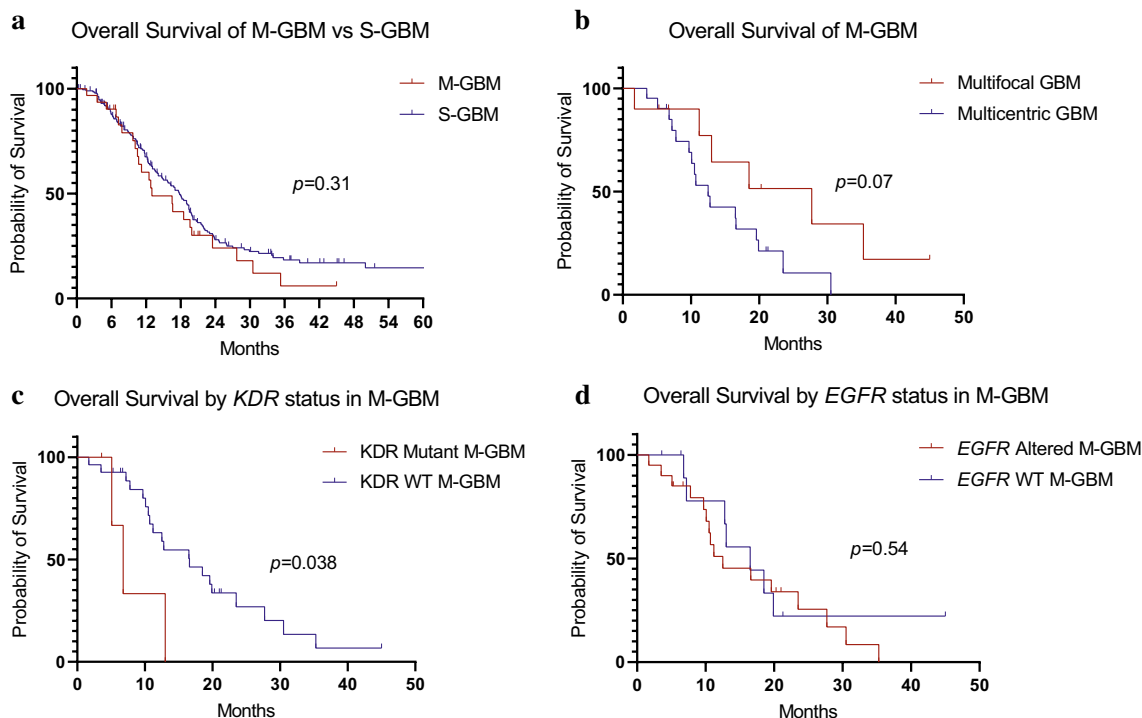 a
Overall Survival of M-GBM vs S-GBM
M-GBM
S-GBM
Probability of Survival
100
50
0
p=0.31
0 6 12 18 24 30 36 42 48 54 60
Months
b
Overall Survival of M-GBM
Multifocal GBM
Multicentric GBM
Probability of Survival
100
50
0
p=0.07
0 10 20 30 40 50
Months
c
Overall Survival by KDR status in M-GBM
KDR Mutant M-GBM
KDR WT M-GBM
Probability of Survival
100
50
0
p=0.038
0 10 20 30 40 50
Months
d
Overall Survival by EGFR status in M-GBM
EGFR Altered M-GBM
EGFR WT M-GBM
Probability of Survival
100
50
0
p=0.54
0 10 20 30 40 50
Months